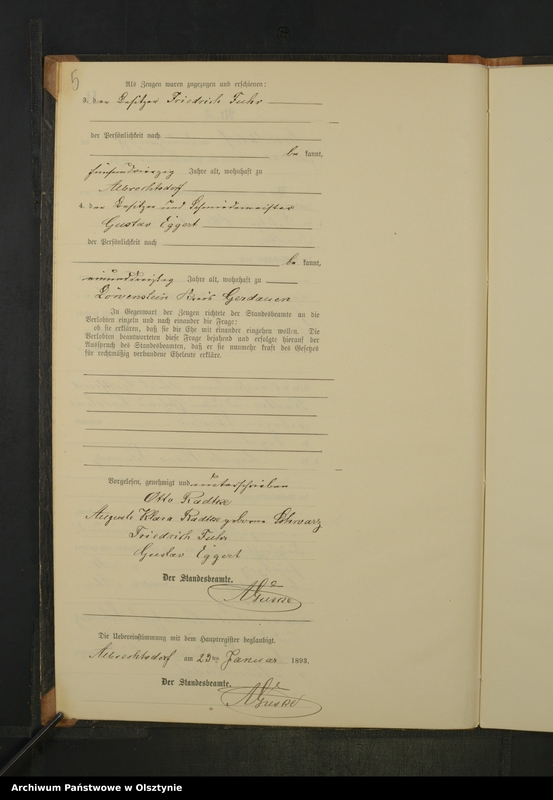 5
Als Zeugen waren zugezogen und erschienen:
3. der Besitzer Friedrich Fuhr
der Persönlichkeit nach
be kannt,
fünfundvierzig Jahre alt, wohnhaft zu
Albrechtsdorf
4. der Besitzer und Schmiedemeister
Gustav Eggert
der Persönlichkeit nach
be kannt,
einunddreißig Jahre alt, wohnhaft zu
Löwenstein Kreis Gerdauen
In Gegenwart der Zeugen richtete der Standesbeamte an die
Verlobten einzeln und nach einander die Frage:
ob sie erklären, daß sie die Ehe mit einander eingehen wollen. Die
Verlobten beantworteten diese Frage bejahend und erfolgte hierauf der
Ausspruch des Standesbeamten, daß er sie nunmehr kraft des Gesetzes
für rechtmäßig verbundene Eheleute erkläre.
Vorgelesen, genehmigt und unterschrieben
Otto Radtke
Auguste Klara Radtke geborene Schwarz
Friedrich Fuhr
Gustav Eggert
Der Standesbeamte.
Die Uebereinstimmung mit dem Hauptregister beglaubigt.
Albrechtsdorf am 23ten Januar 1893.
Der Standesbeamte.
Archiwum Państwowe w Olsztynie